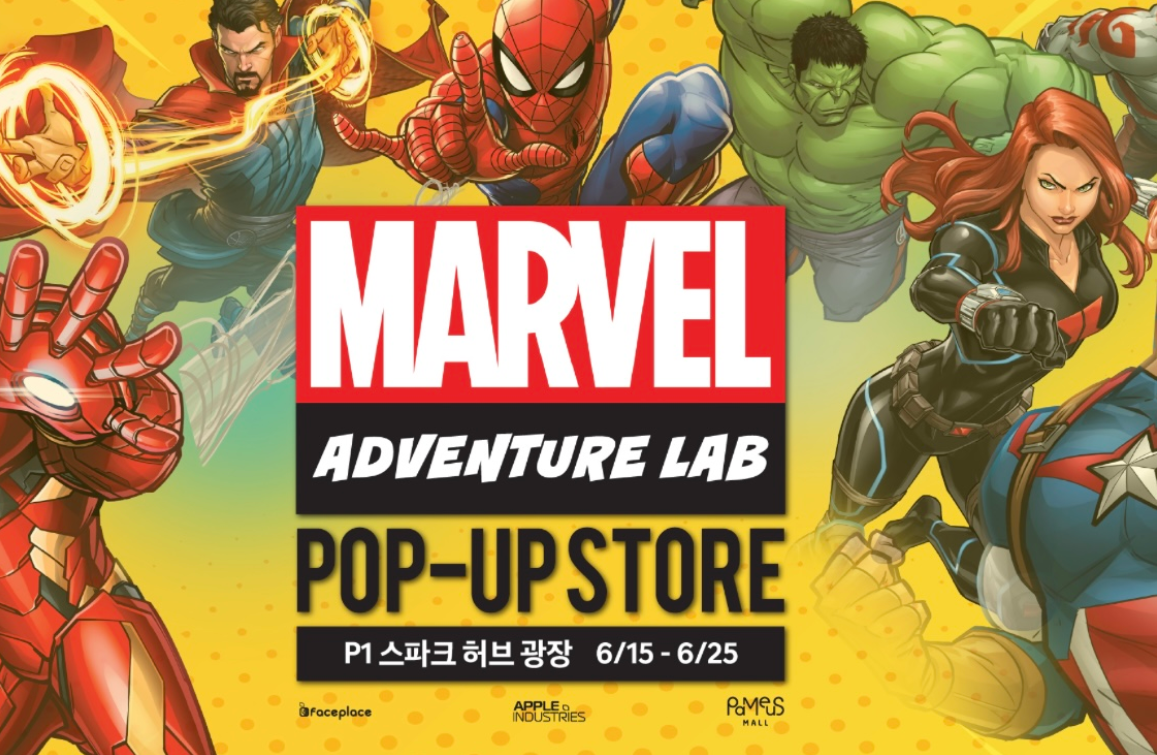 MARVEL
ADVENTURE LAB
POP-UP STORE
P1 스파크 허브 광장 6/15 - 6/25
faceplace
APPLE
INDUSTRIES
PaMeuS
MALL